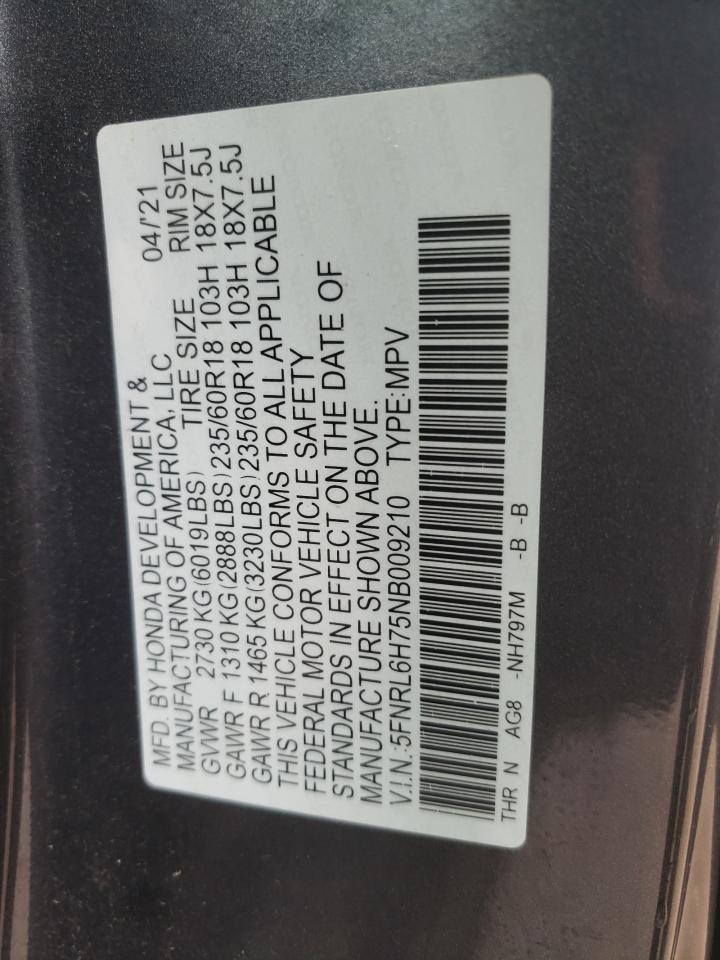 MFD. BY HONDA DEVELOPMENT & 04/'21
MANUFACTURING OF AMERICA, LLC
TIRE SIZE RIM SIZE
GVWR 2730 KG (6019LBS)
GAWR F 1310 KG (2888LBS) 235/60R18 103H 18X7.5J
GAWR R 1465 KG (3230LBS) 235/60R18 103H 18X7.5J
THIS VEHICLE CONFORMS TO ALL APPLICABLE
FEDERAL MOTOR VEHICLE SAFETY
STANDARDS IN EFFECT ON THE DATE OF
MANUFACTURE SHOWN ABOVE.
V.I.N.:5FNRL6H75NB009210 TYPE:MPV
THR N AG8 -NH797M -B -B